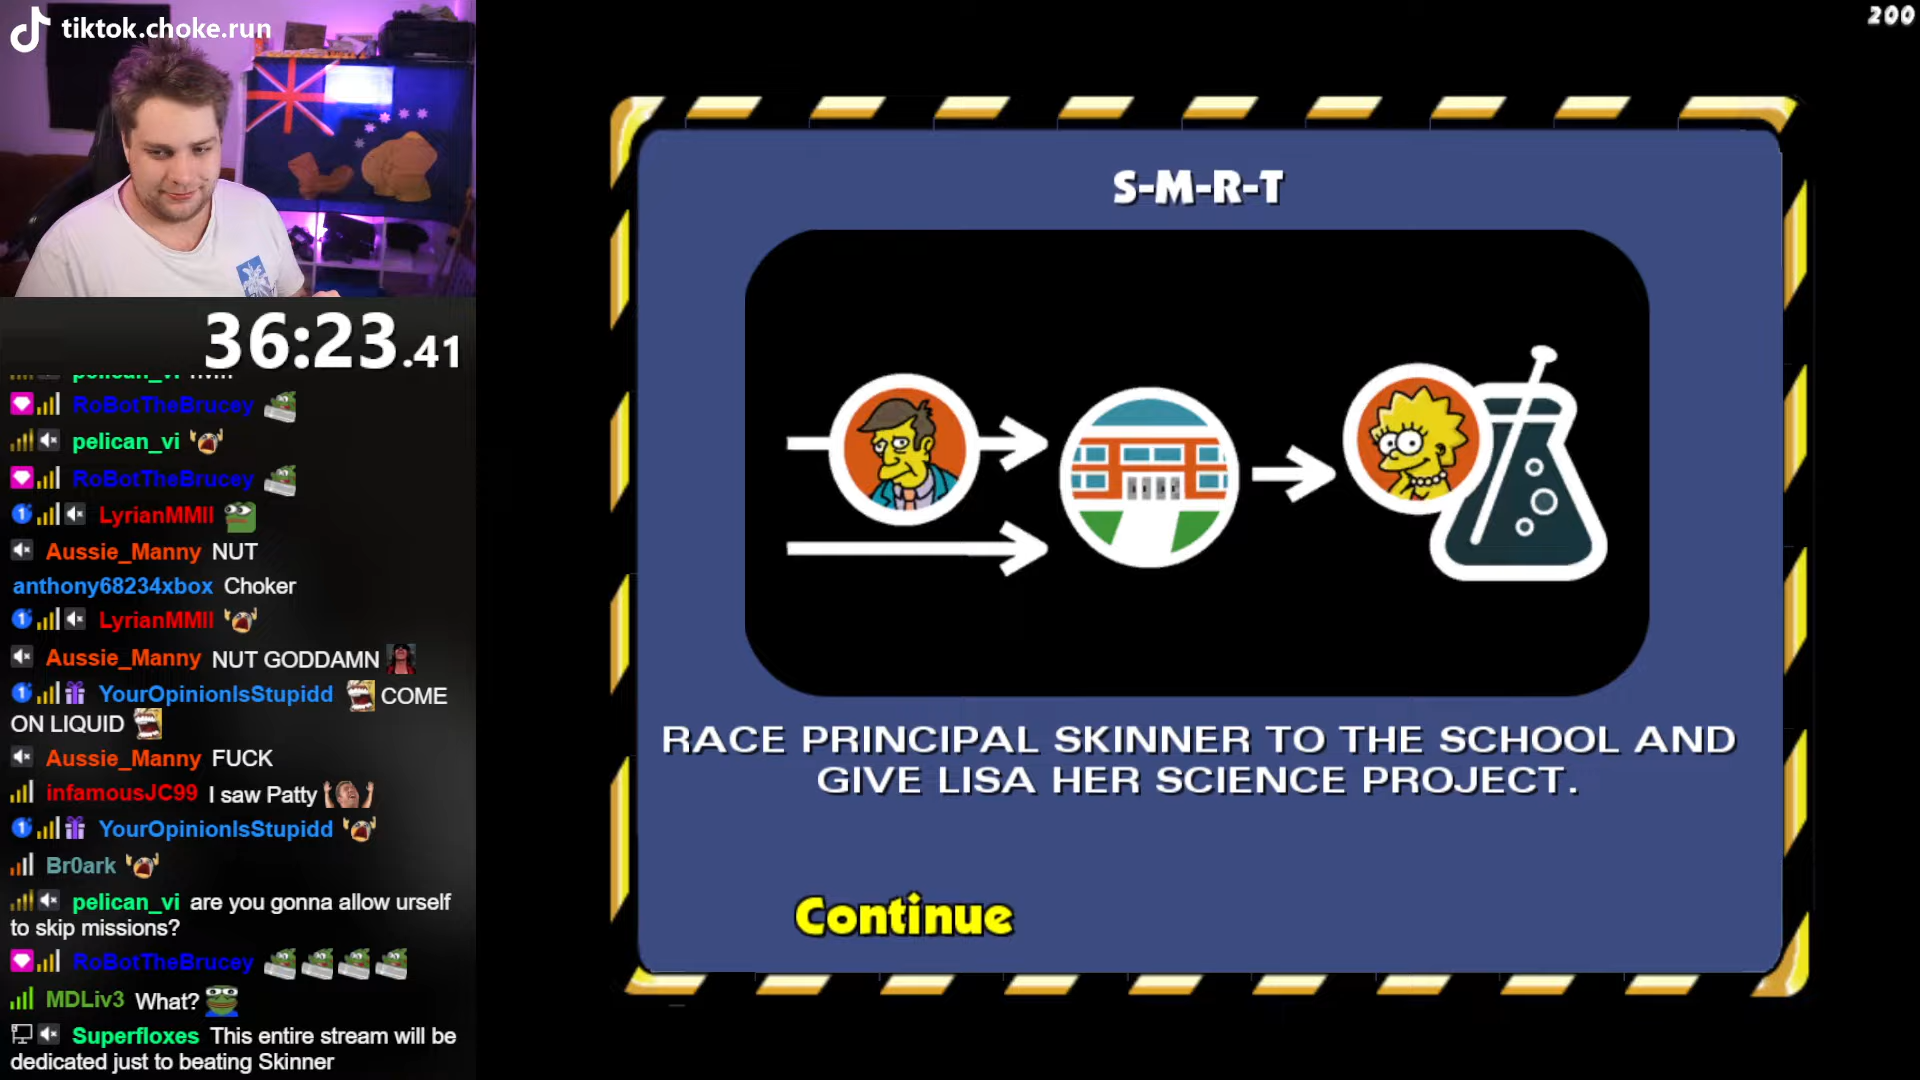 tiktok.choke.run
200
36:23.41
RoBotTheBrucey
pelican_vi
RoBotTheBrucey
LyrianMMII
Aussie_Manny NUT
anthony68234xbox Choker
LyrianMMII
Aussie_Manny NUT GODDAMN
YourOpinionIsStupidd COME
ON LIQUID
Aussie_Manny FUCK
infamousJC99 I saw Patty
YourOpinionIsStupidd
Br0ark
pelican_vi are you gonna allow urself
to skip missions?
RoBotTheBrucey
MDLiv3 What?
Superfloxes This entire stream will be
dedicated just to beating Skinner
S-M-R-T
RACE PRINCIPAL SKINNER TO THE SCHOOL AND
GIVE LISA HER SCIENCE PROJECT.
Continue